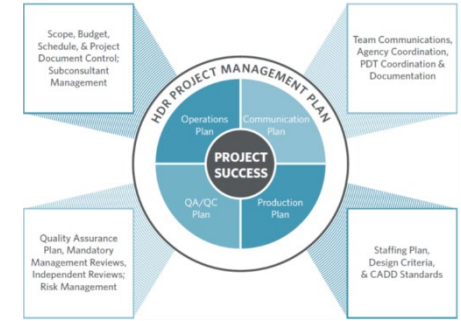 Scope, Budget,
Schedule, & Project
Document Control;
Subconsultant
Management
Team Communications,
Agency Coordination,
PDT Coordination &
Documentation
HDR PROJECT MANAGEMENT PLAN
Operations
Plan
Communication
Plan
PROJECT
SUCCESS
QA/QC
Plan
Production
Plan
Quality Assurance
Plan, Mandatory
Management Reviews,
Independent Reviews;
Risk Management
Staffing Plan,
Design Criteria,
& CADD Standards